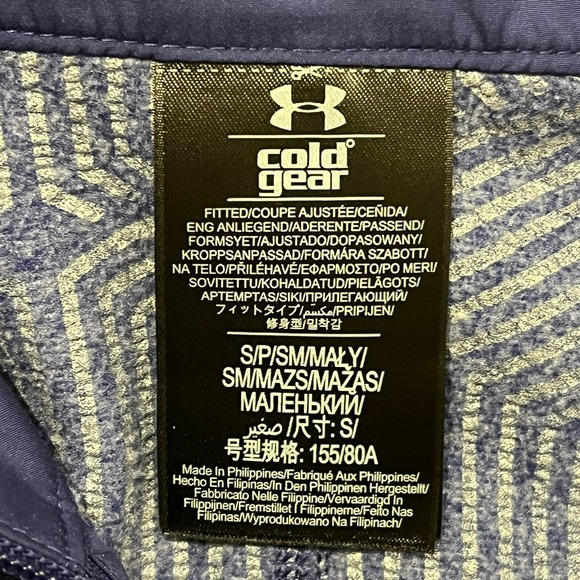 cold°
gear
FITTED/COUPE AJUSTÉE/CEÑIDA/
ENG ANLIEGEND/ADERENTE/PASSEND/
FORMSYET/AJUSTADO/DOPASOWANY/
KROPPSANPASSAD/FORMÁRA SZABOTT/
NA TELO/PŘILÉHAVÉ/ΕΦΑΡΜΟΣΤΟ/PO MERI/
SOVITETTU/KOHALDATUD/PIELĀGOTS/
APTEMPTAS/SIKI/ПРИЛЕГАЮЩИЙ/
フィットタイプ/مكسّم/PRIPIJEN/
修身型/밀착감
S/P/SM/MAŁY/
SM/MAZS/MAŽAS/
МАЛЕНЬКИЙ/
صغير/尺寸: S/
号型规格: 155/80A
Made In Philippines/Fabriqué Aux Philippines/
Hecho En Filipinas/In Den Philippinen Hergestellt/
Fabbricato Nelle Filippine/Vervaardigd In
Filippijnen/Fremstillet I Filippinerne/Feito Nas
Filipinas/Wyprodukowano Na Filipinach/